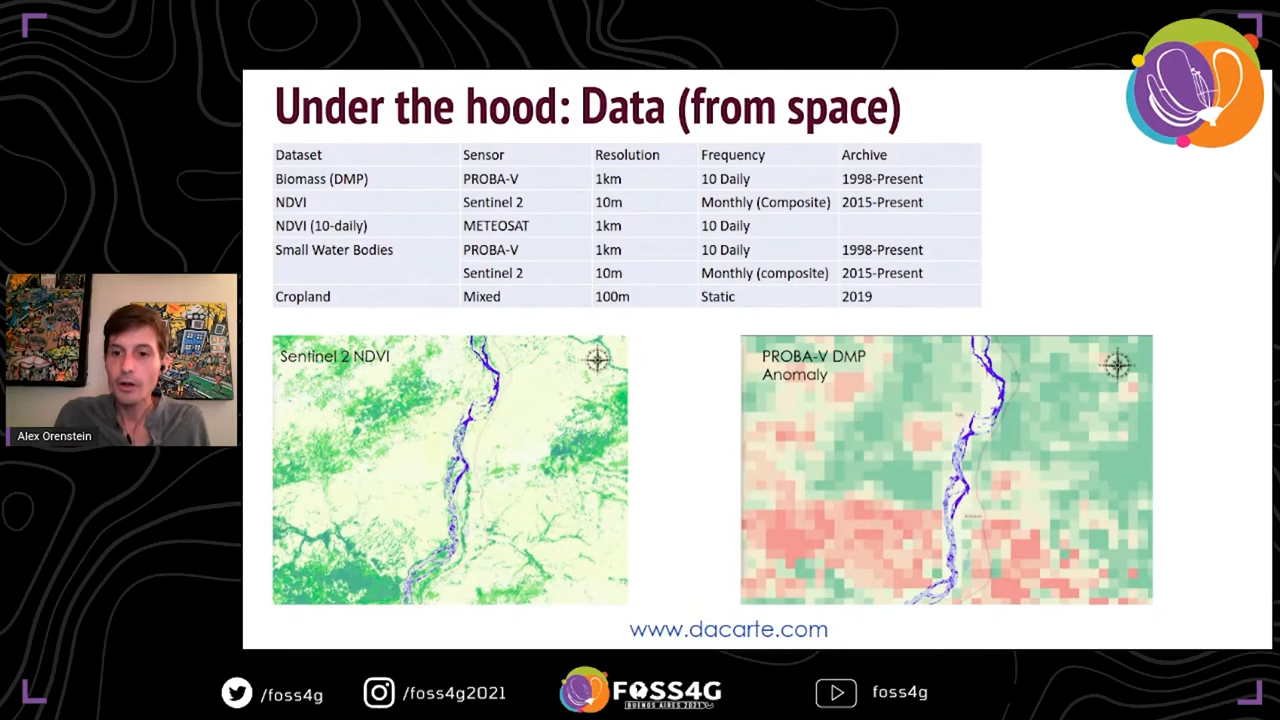 Under the hood: Data (from space)
Dataset Sensor Resolution Frequency Archive
Biomass (DMP) PROBA-V 1km 10 Daily 1998-Present
NDVI Sentinel 2 10m Monthly (Composite) 2015-Present
NDVI (10-daily) METEOSAT 1km 10 Daily
Small Water Bodies PROBA-V 1km 10 Daily 1998-Present
Sentinel 2 10m Monthly (composite) 2015-Present
Cropland Mixed 100m Static 2019
Sentinel 2 NDVI
PROBA-V DMP
Anomaly
Alex Orenstein
www.dacarte.com
/foss4g
/foss4g2021
FOSS4G
BUENOS AIRES 2021
foss4g